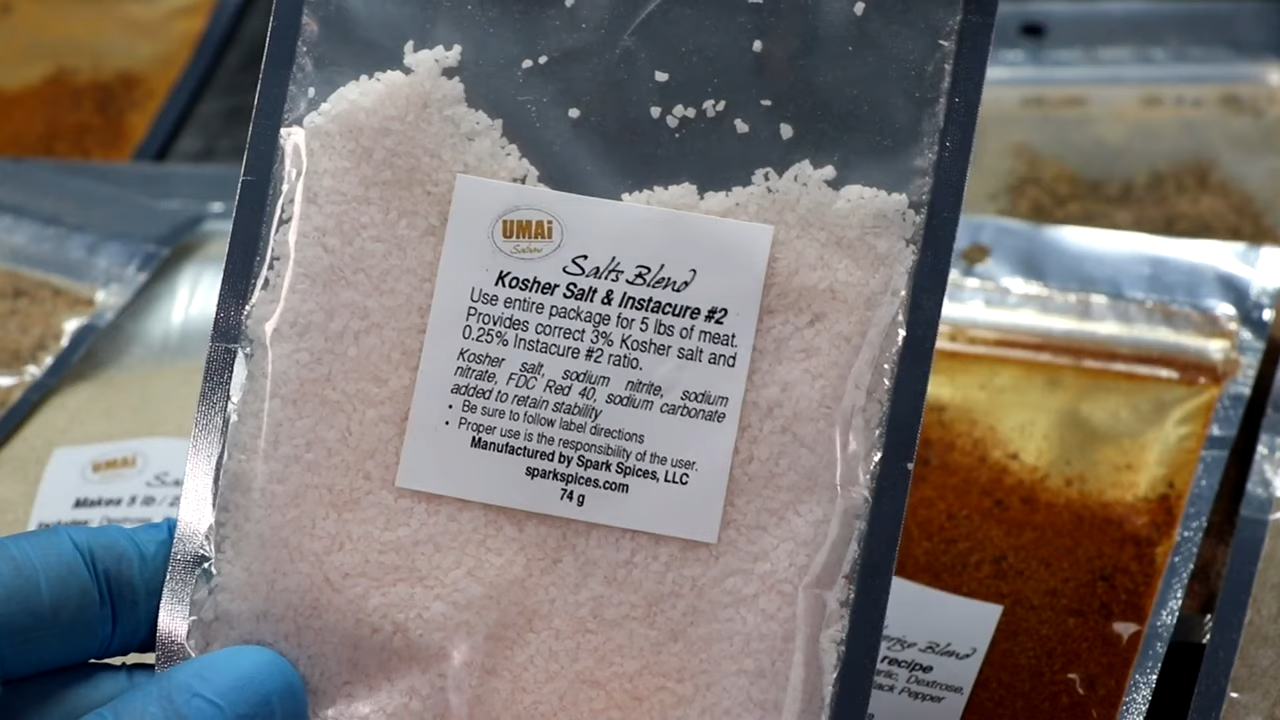 UMAi
Salumi
Salts Blend
Kosher Salt & Instacure #2
Use entire package for 5 lbs of meat.
Provides correct 3% Kosher salt and
0.25% Instacure #2 ratio.
Kosher salt, sodium nitrite, sodium
nitrate, FDC Red 40, sodium carbonate
added to retain stability
• Be sure to follow label directions
• Proper use is the responsibility of the user.
Manufactured by Spark Spices, LLC
sparkspices.com
74 g
UMAi
Makes 5 lb
Blend
recipe
Dextrose,
Black Pepper